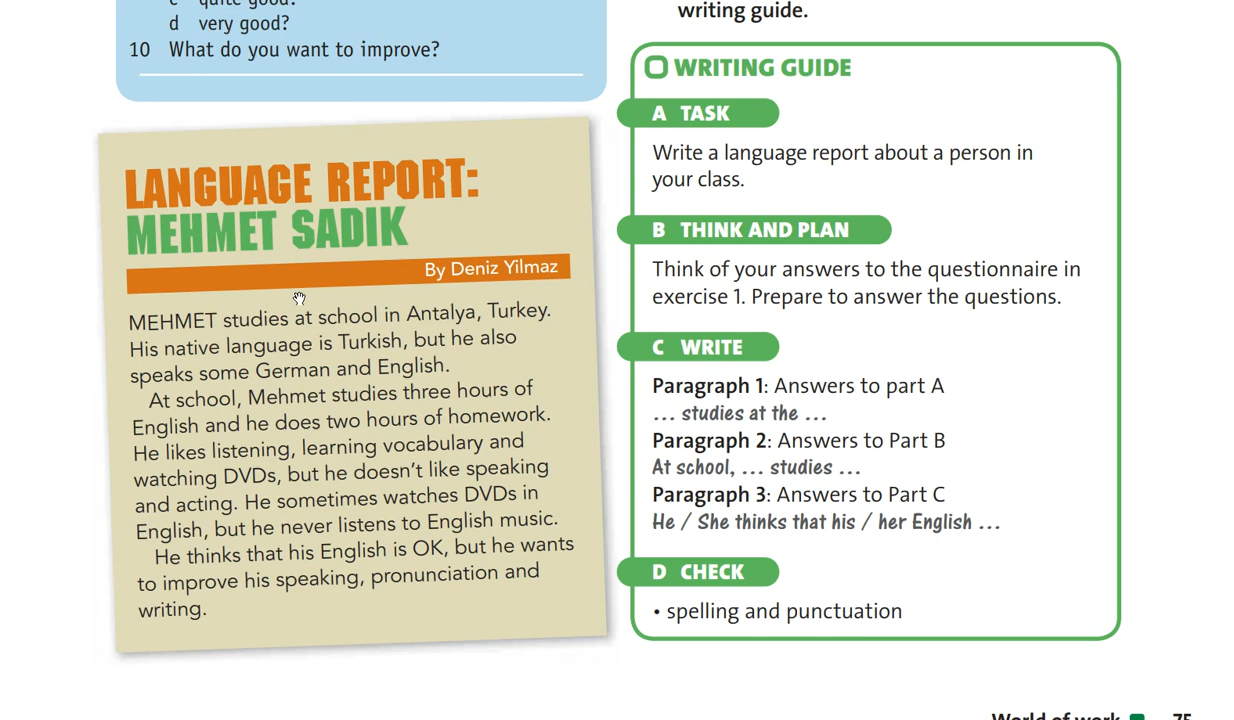 c quite good?
d very good?
10 What do you want to improve?
LANGUAGE REPORT:
MEHMET SADIK
By Deniz Yilmaz
MEHMET studies at school in Antalya, Turkey.
His native language is Turkish, but he also
speaks some German and English.
At school, Mehmet studies three hours of
English and he does two hours of homework.
He likes listening, learning vocabulary and
watching DVDs, but he doesn't like speaking
and acting. He sometimes watches DVDs in
English, but he never listens to English music.
He thinks that his English is OK, but he wants
to improve his speaking, pronunciation and
writing.
writing guide.
WRITING GUIDE
A TASK
Write a language report about a person in
your class.
B THINK AND PLAN
Think of your answers to the questionnaire in
exercise 1. Prepare to answer the questions.
C WRITE
Paragraph 1: Answers to part A
... studies at the ...
Paragraph 2: Answers to Part B
At school, ... studies ...
Paragraph 3: Answers to Part C
He / She thinks that his / her English ...
D CHECK
• spelling and punctuation
World of work 75